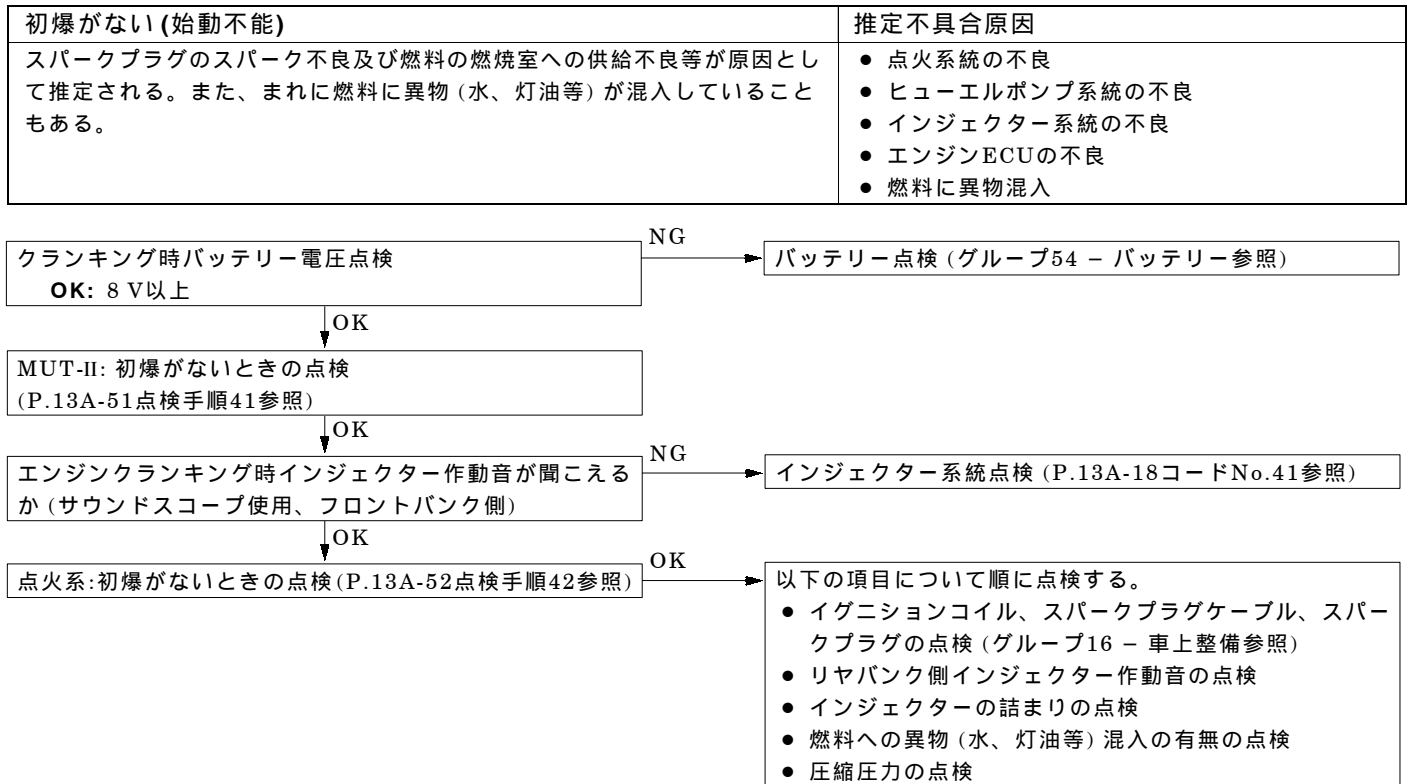 初爆がない (始動不能)
推定不具合原因
スパークプラグのスパーク不良及び燃料の燃焼室への供給不良等が原因とし
て推定される。また、まれに燃料に異物 (水、灯油等) が混入していること
もある。
● 点火系統の不良
● ヒューエルポンプ系統の不良
● インジェクター系統の不良
● エンジンECUの不良
● 燃料に異物混入
クランキング時バッテリー電圧点検
OK: 8 V以上
NG
バッテリー点検 (グループ54 − バッテリー参照)
OK
MUT-II: 初爆がないときの点検
(P.13A-51点検手順41参照)
OK
エンジンクランキング時インジェクター作動音が聞こえる
か (サウンドスコープ使用、フロントバンク側)
NG
インジェクター系統点検 (P.13A-18コードNo.41参照)
OK
点火系:初爆がないときの点検(P.13A-52点検手順42参照)
OK
以下の項目について順に点検する。
● イグニションコイル、スパークプラグケーブル、スパー
クプラグの点検 (グループ16 − 車上整備参照)
● リヤバンク側インジェクター作動音の点検
● インジェクターの詰まりの点検
● 燃料への異物 (水、灯油等) 混入の有無の点検
● 圧縮圧力の点検